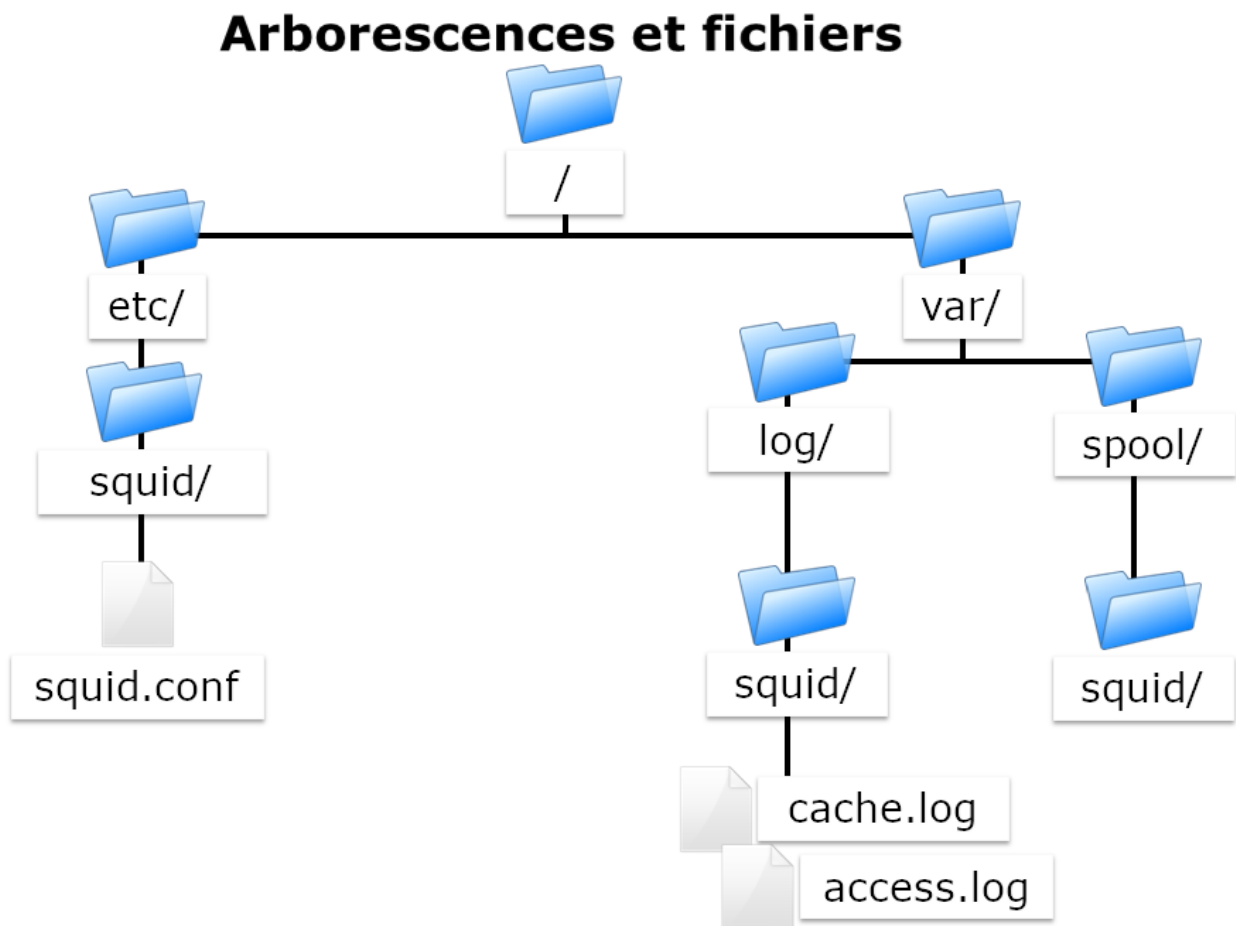 Arborescences et fichiers
/
etc/
var/
log/
spool/
squid/
squid.conf
squid/
squid/
cache.log
access.log